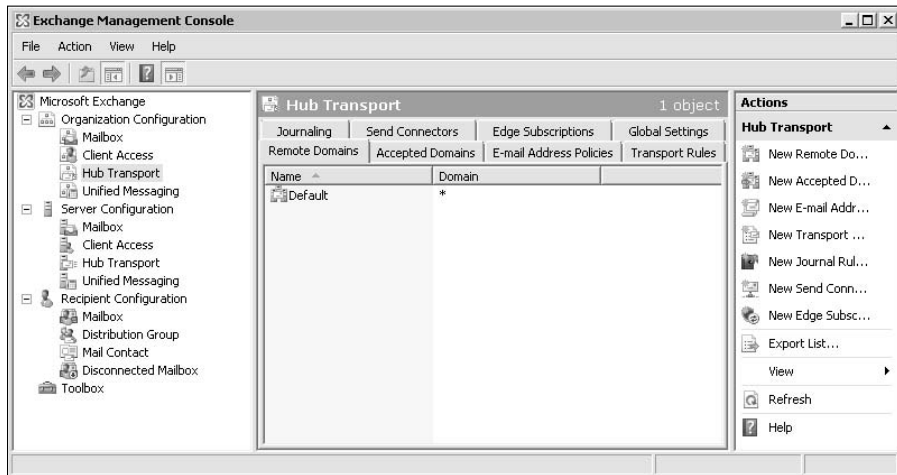 Exchange Management Console
File Action View Help
Microsoft Exchange
Organization Configuration
Mailbox
Client Access
Hub Transport
Unified Messaging
Server Configuration
Mailbox
Client Access
Hub Transport
Unified Messaging
Recipient Configuration
Mailbox
Distribution Group
Mail Contact
Disconnected Mailbox
Toolbox
Hub Transport 1 object
Journaling Send Connectors Edge Subscriptions Global Settings
Remote Domains Accepted Domains E-mail Address Policies Transport Rules
Name Domain
Default *
Actions
Hub Transport
New Remote Do...
New Accepted D...
New E-mail Addr...
New Transport ...
New Journal Rul...
New Send Conn...
New Edge Subsc...
Export List...
View
Refresh
Help